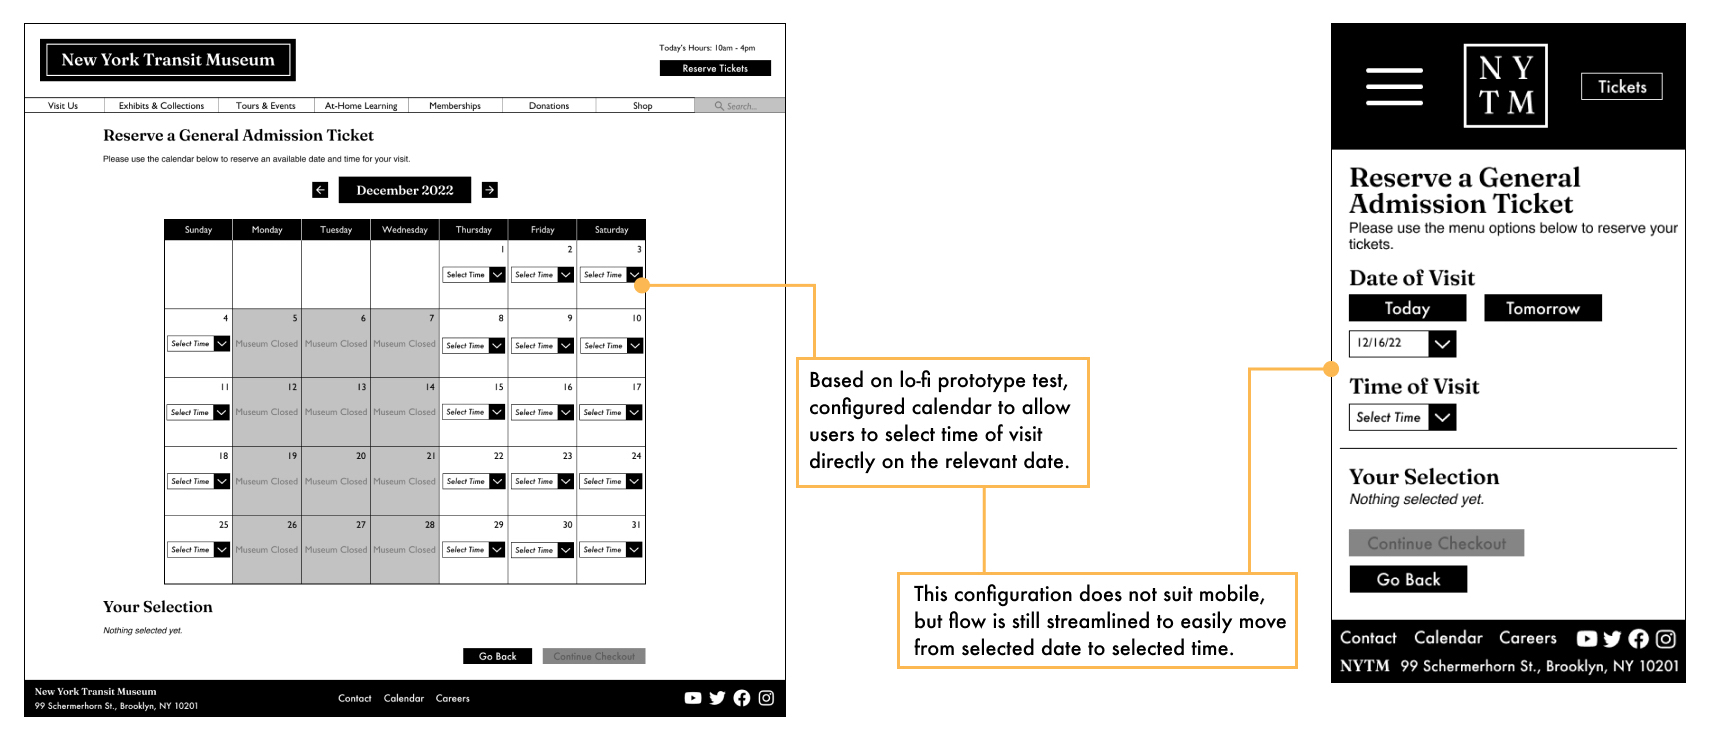 New York Transit Museum
Today's Hours: 10am - 4pm
Reserve Tickets
Visit Us Exhibits & Collections Tours & Events At-Home Learning Memberships Donations Shop Search...
Reserve a General Admission Ticket
Please use the calendar below to reserve an available date and time for your visit.
December 2022
Sunday Monday Tuesday Wednesday Thursday Friday Saturday
1 2 3
Select Time Select Time Select Time
4 5 6 7 8 9 10
Select Time Museum Closed Museum Closed Museum Closed Select Time Select Time Select Time
11 12 13 14 15 16 17
Select Time Museum Closed Museum Closed Museum Closed Select Time Select Time Select Time
18 19 20 21 22 23 24
Select Time Museum Closed Museum Closed Museum Closed Select Time Select Time Select Time
25 26 27 28 29 30 31
Select Time Museum Closed Museum Closed Museum Closed Select Time Select Time Select Time
Your Selection
Nothing selected yet.
Go Back Continue Checkout
New York Transit Museum
99 Schermerhorn St., Brooklyn, NY 10201
Contact Calendar Careers
Based on lo-fi prototype test,
configured calendar to allow
users to select time of visit
directly on the relevant date.
This configuration does not suit mobile,
but flow is still streamlined to easily move
from selected date to selected time.
NY
TM
Tickets
Reserve a General
Admission Ticket
Please use the menu options below to reserve your
tickets.
Date of Visit
Today Tomorrow
12/16/22
Time of Visit
Select Time
Your Selection
Nothing selected yet.
Continue Checkout
Go Back
Contact Calendar Careers
NYTM 99 Schermerhorn St., Brooklyn, NY 10201